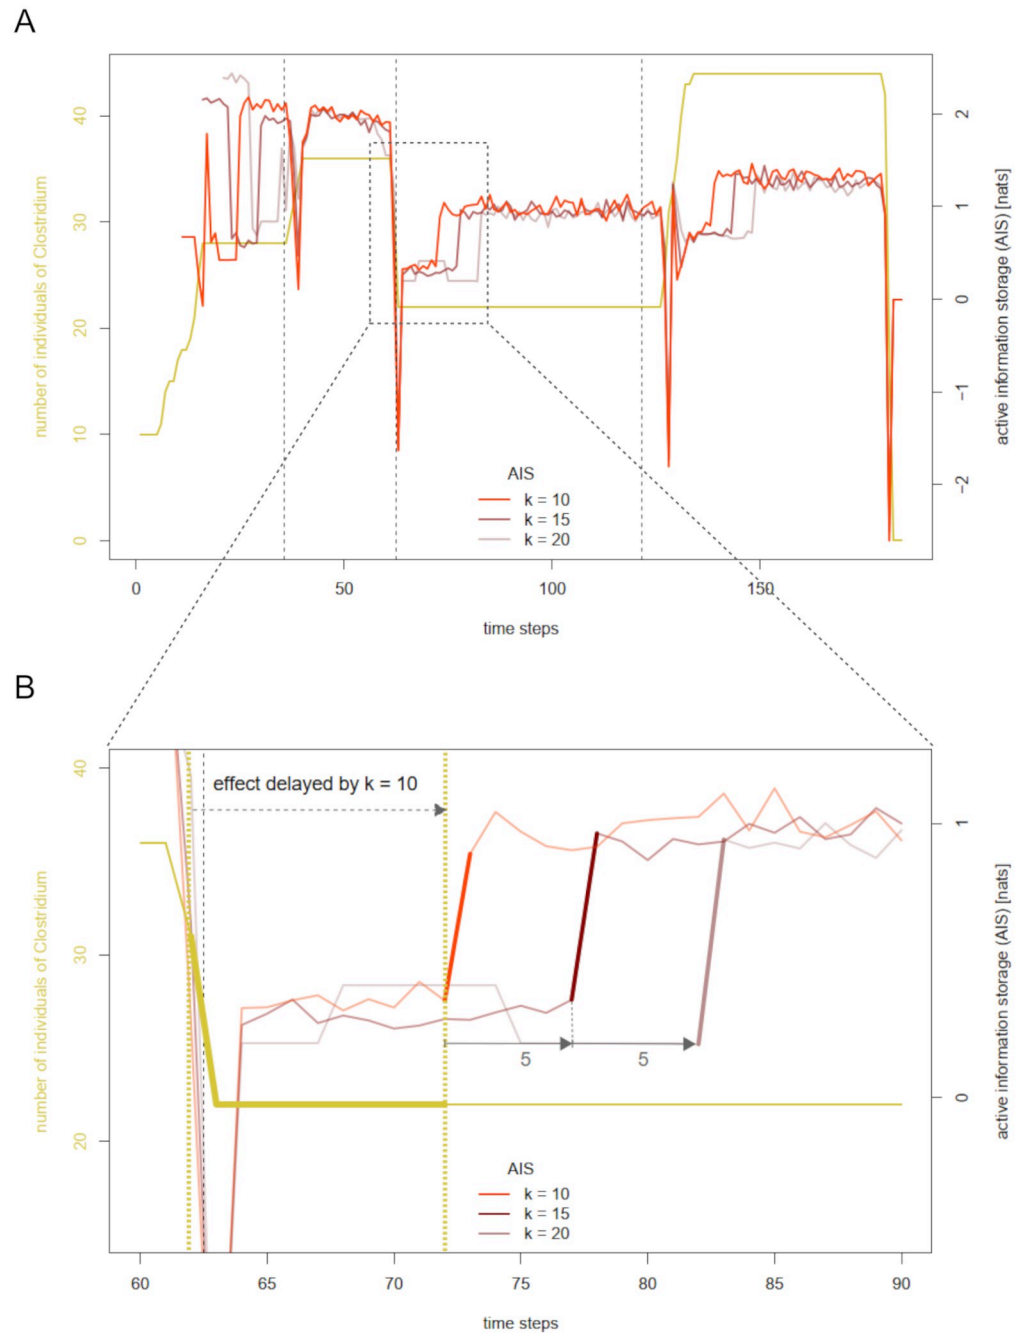 A
number of individuals of Clostridium
0
10
20
30
40
active information storage (AIS) [nats]
−2
−1
0
1
2
AIS
k = 10
k = 15
k = 20
0
50
100
150
time steps
B
effect delayed by k = 10
number of individuals of Clostridium
20
30
40
active information storage (AIS) [nats]
0
1
5
5
AIS
k = 10
k = 15
k = 20
60
65
70
75
80
85
90
time steps